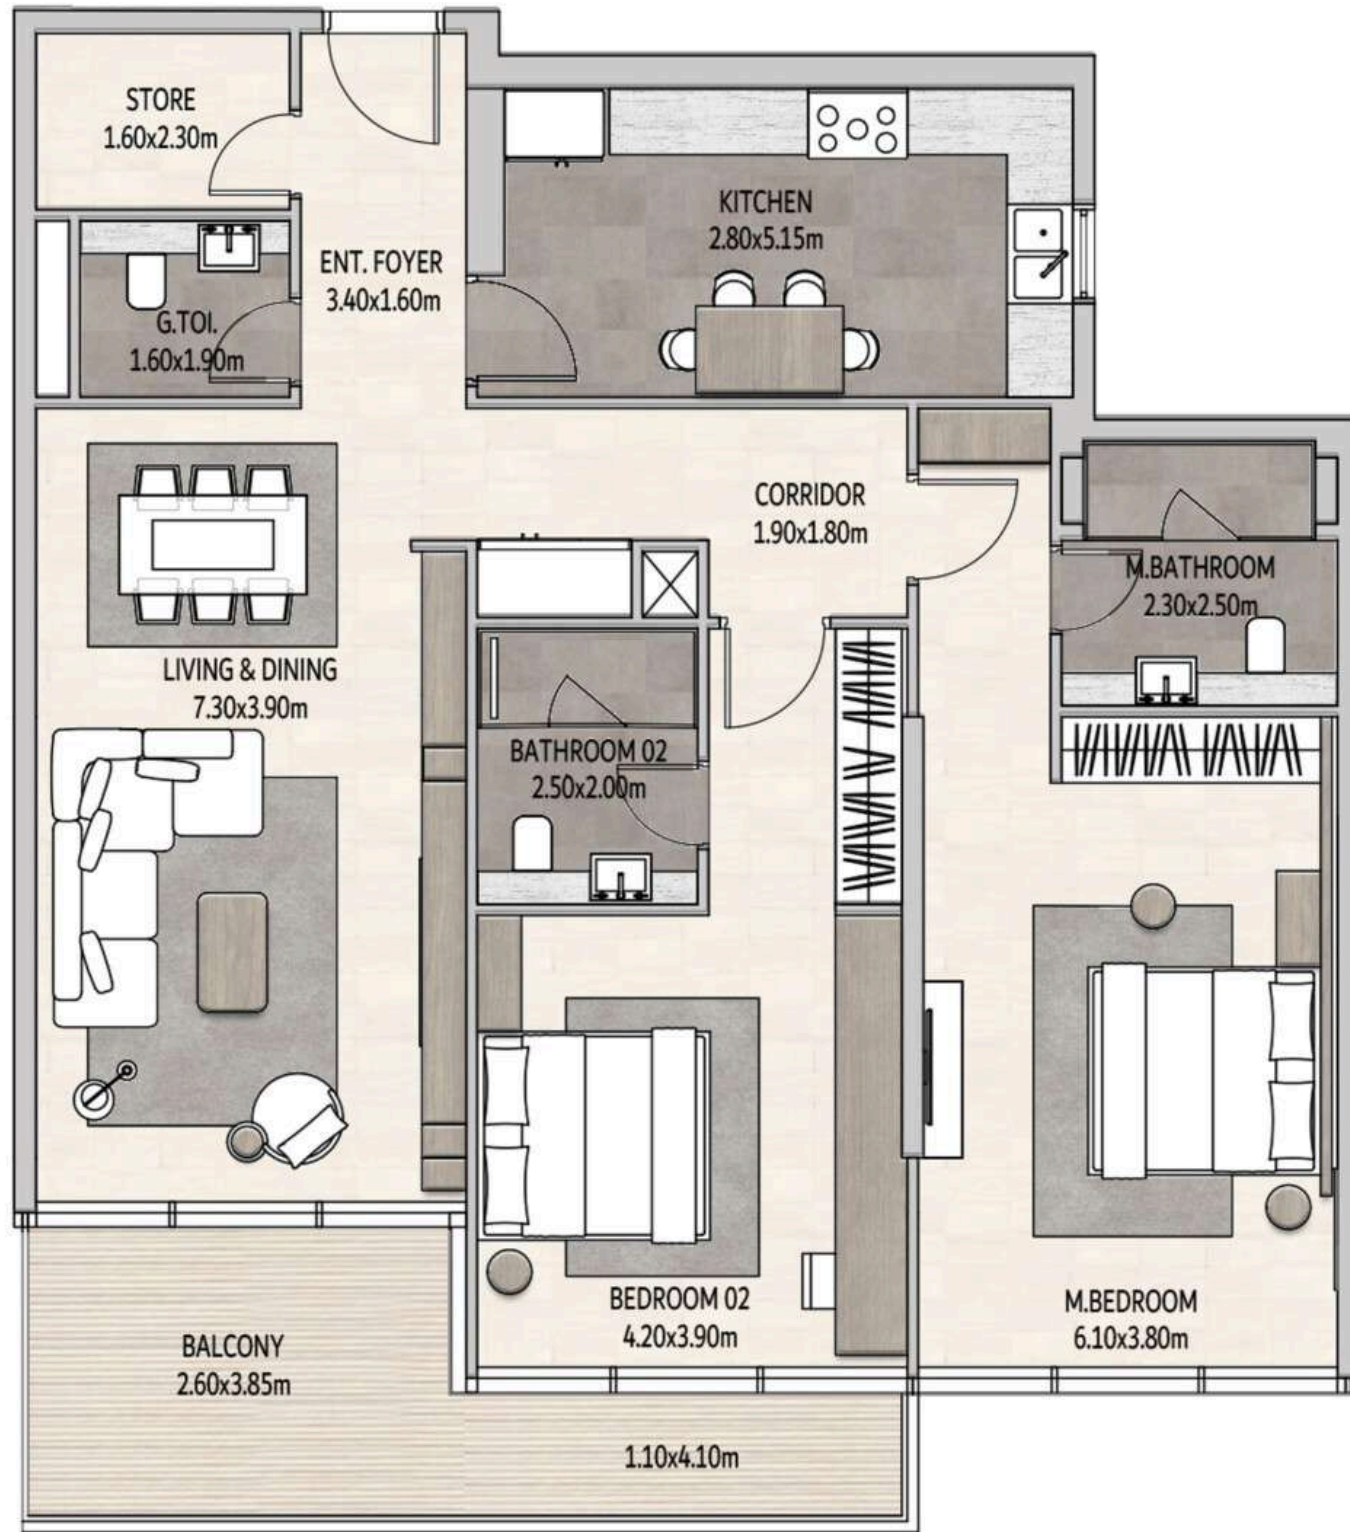 STORE
1.60x2.30m
KITCHEN
2.80x5.15m
ENT. FOYER
3.40x1.60m
G.TOI.
1.60x1.90m
CORRIDOR
1.90x1.80m
M.BATHROOM
2.30x2.50m
LIVING & DINING
7.30x3.90m
BATHROOM 02
2.50x2.00m
BEDROOM 02
4.20x3.90m
M.BEDROOM
6.10x3.80m
BALCONY
2.60x3.85m
1.10x4.10m